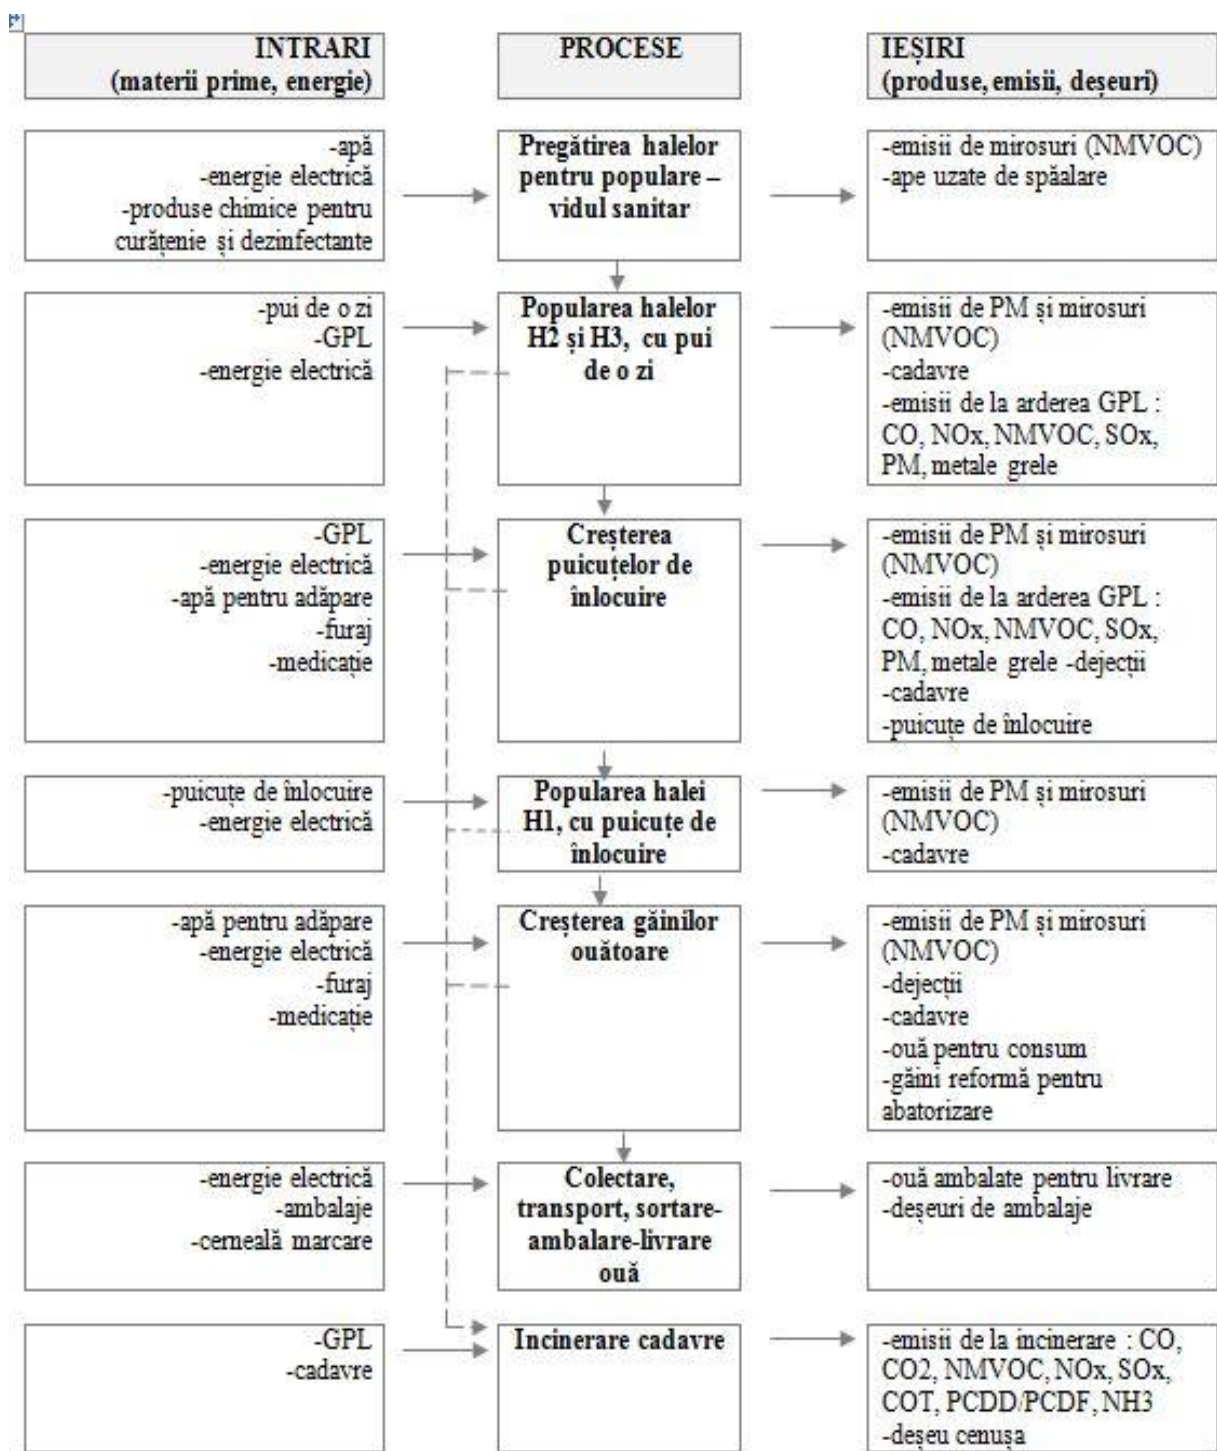 INTRARI
(materii prime, energie)
PROCESE
IEȘIRI
(produse, emisii, deșeuri)
-apă
-energie electrică
-produse chimice pentru
curățenie și dezinfectante
Pregătirea halelor
pentru populare –
vidul sanitar
-emisii de mirosuri (NMVOC)
-ape uzate de spăalare
-pui de o zi
-GPL
-energie electrică
Popularea halelor
H2 și H3, cu pui
de o zi
-emisii de PM și mirosuri
(NMVOC)
-cadavre
-emisii de la arderea GPL :
CO, NOx, NMVOC, SOx,
PM, metale grele
-GPL
-energie electrică
-apă pentru adăpare
-furaj
-medicație
Creșterea
puicuțelor de
înlocuire
-emisii de PM și mirosuri
(NMVOC)
-emisii de la arderea GPL :
CO, NOx, NMVOC, SOx,
PM, metale grele -dejecții
-cadavre
-puicuțe de înlocuire
-puicuțe de înlocuire
-energie electrică
Popularea halei
H1, cu puicuțe de
înlocuire
-emisii de PM și mirosuri
(NMVOC)
-cadavre
-apă pentru adăpare
-energie electrică
-furaj
-medicație
Creșterea găinilor
ouătoare
-emisii de PM și mirosuri
(NMVOC)
-dejecții
-cadavre
-ouă pentru consum
-găini reformă pentru
abatorizare
-energie electrică
-ambalaje
-cerneală marcare
Colectare,
transport, sortare-
ambalare-livrare
ouă
-ouă ambalate pentru livrare
-deșeuri de ambalaje
-GPL
-cadavre
Incinerare cadavre
-emisii de la incinerare : CO,
CO2, NMVOC, NOx, SOx,
COT, PCDD/PCDF, NH3
-deșeu cenușa